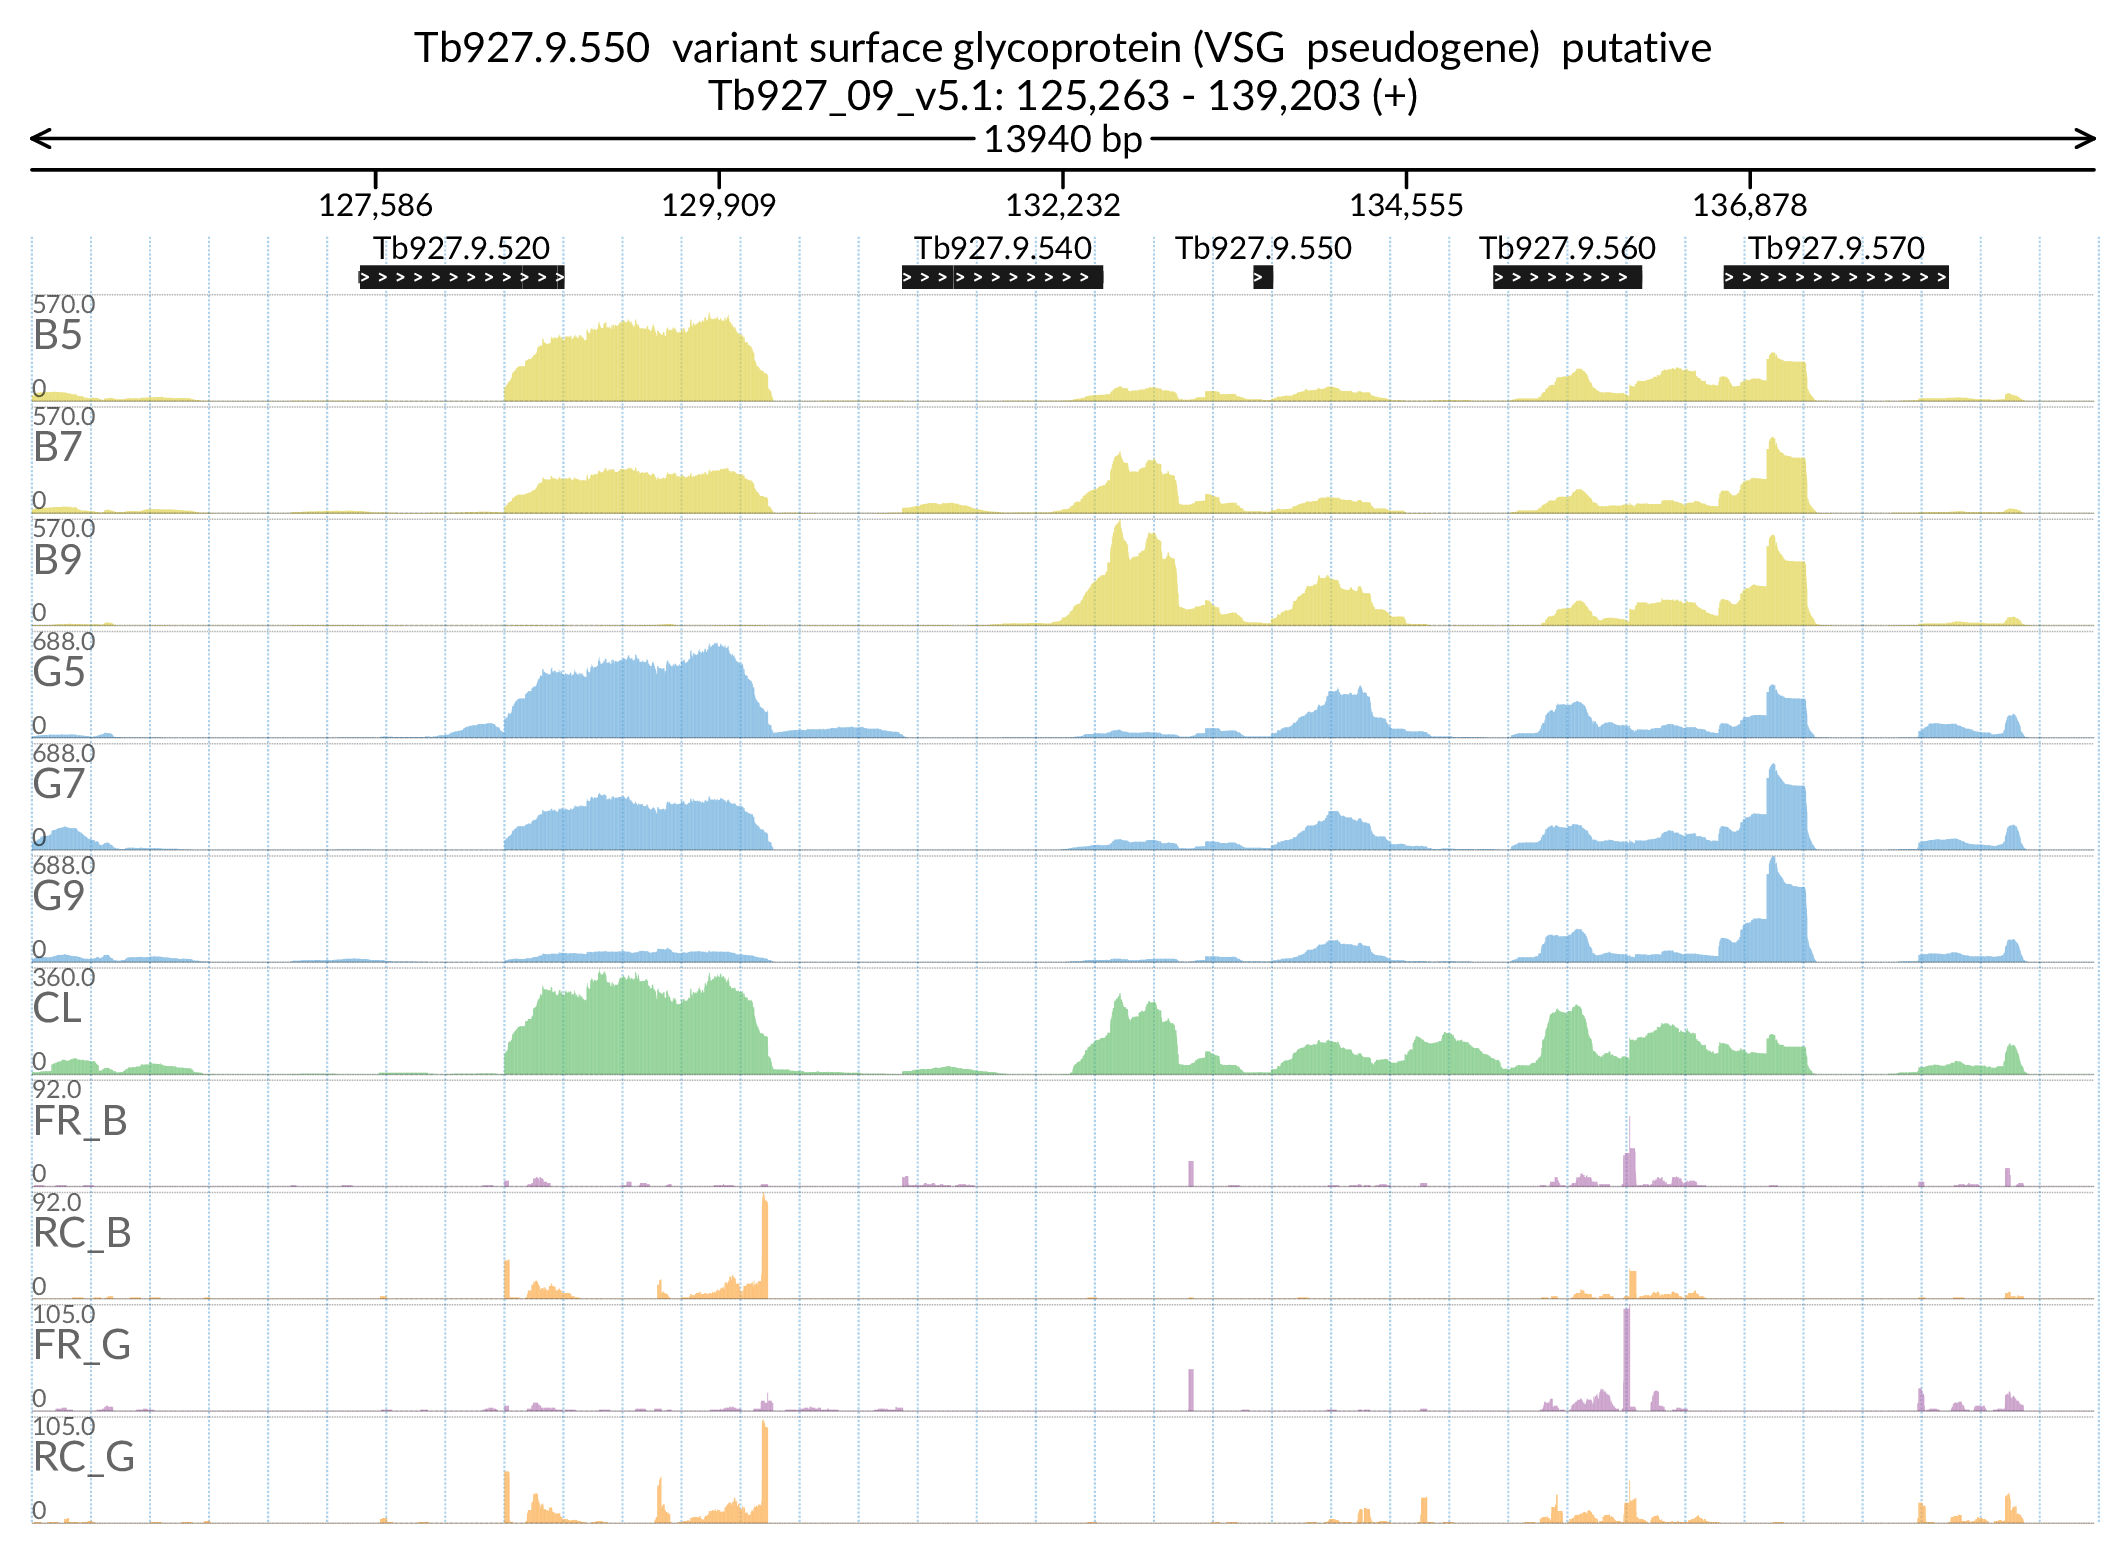 Tb927.9.550 variant surface glycoprotein (VSG pseudogene) putative
Tb927_09_v5.1: 125,263 - 139,203 (+)
13940 bp
127,586 129,909 132,232 134,555 136,878
Tb927.9.520 Tb927.9.540 Tb927.9.550 Tb927.9.560 Tb927.9.570
570.0
B5
0
570.0
B7
0
570.0
B9
0
688.0
G5
0
688.0
G7
0
688.0
G9
0
360.0
CL
0
92.0
FR_B
0
92.0
RC_B
0
105.0
FR_G
0
105.0
RC_G
0